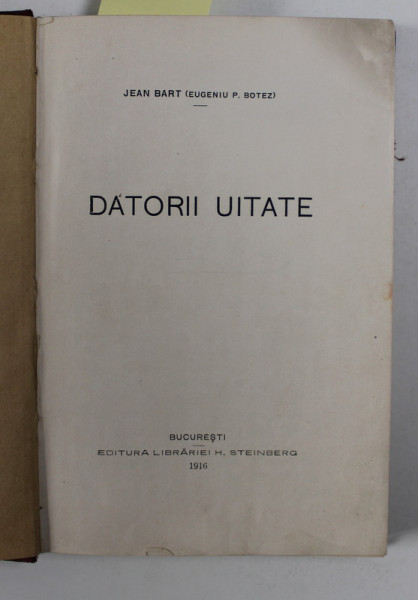 JEAN BART (EUGENIU P. BOTEZ)
DATORII UITATE
BUCUREȘTI
EDITURA LIBRĂRIEI H. STEINBERG
1916